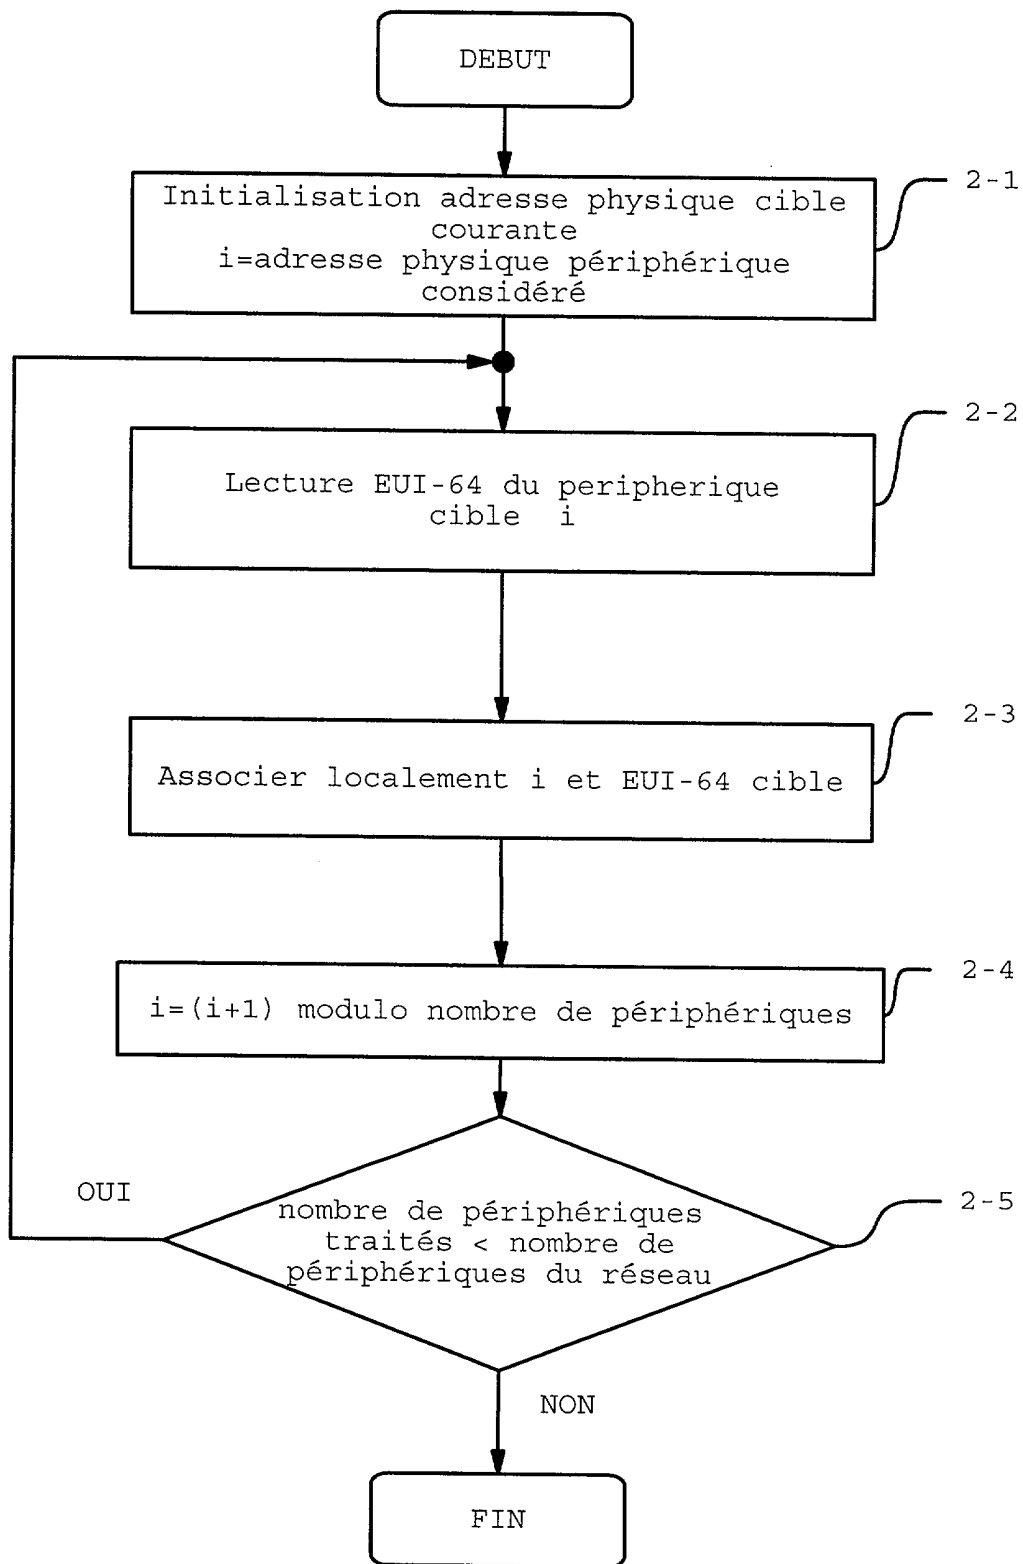 DEBUT
Initialisation adresse physique cible
courante
i=adresse physique périphérique
considéré
2-1
Lecture EUI-64 du peripherique
cible i
2-2
Associer localement i et EUI-64 cible
2-3
i=(i+1) modulo nombre de périphériques
2-4
OUI
nombre de périphériques
traités < nombre de
périphériques du réseau
2-5
NON
FIN